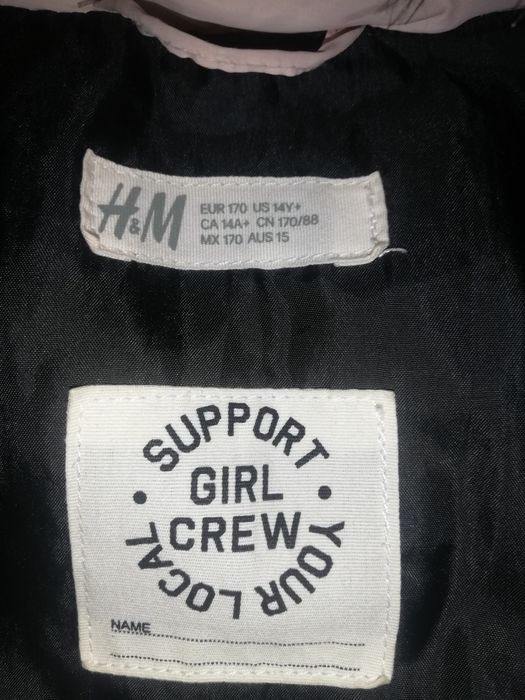 H&M
EUR 170 US 14Y+
CA 14A+ CN 170/88
MX 170 AUS 15
SUPPORT
GIRL
CREW
YOUR LOCAL
NAME